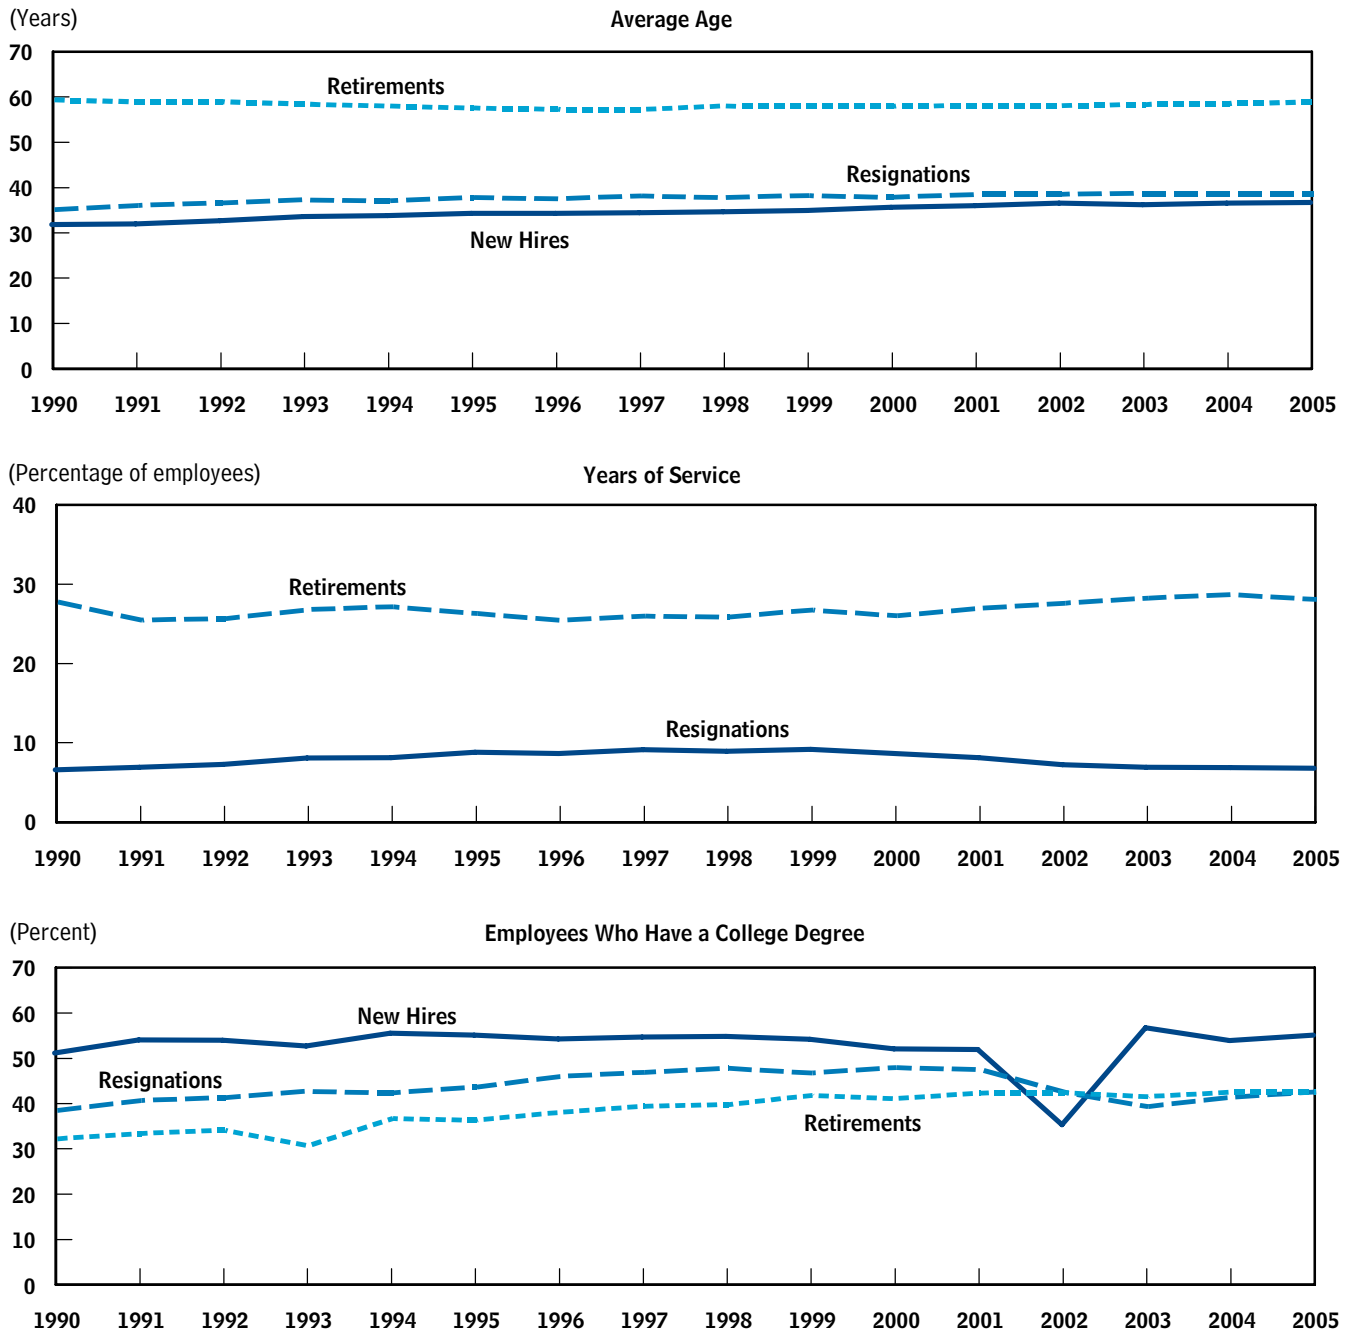 (Years)
Average Age
70
Retirements
60
50
Resignations
40
30
New Hires
20
10
0
1990 1991 1992 1993 1994 1995 1996 1997 1998 1999 2000 2001 2002 2003 2004 2005
(Percentage of employees)
Years of Service
40
30
Retirements
20
Resignations
10
0
1990 1991 1992 1993 1994 1995 1996 1997 1998 1999 2000 2001 2002 2003 2004 2005
(Percent)
Employees Who Have a College Degree
70
60
New Hires
50
Resignations
40
Retirements
30
20
10
0
1990 1991 1992 1993 1994 1995 1996 1997 1998 1999 2000 2001 2002 2003 2004 2005